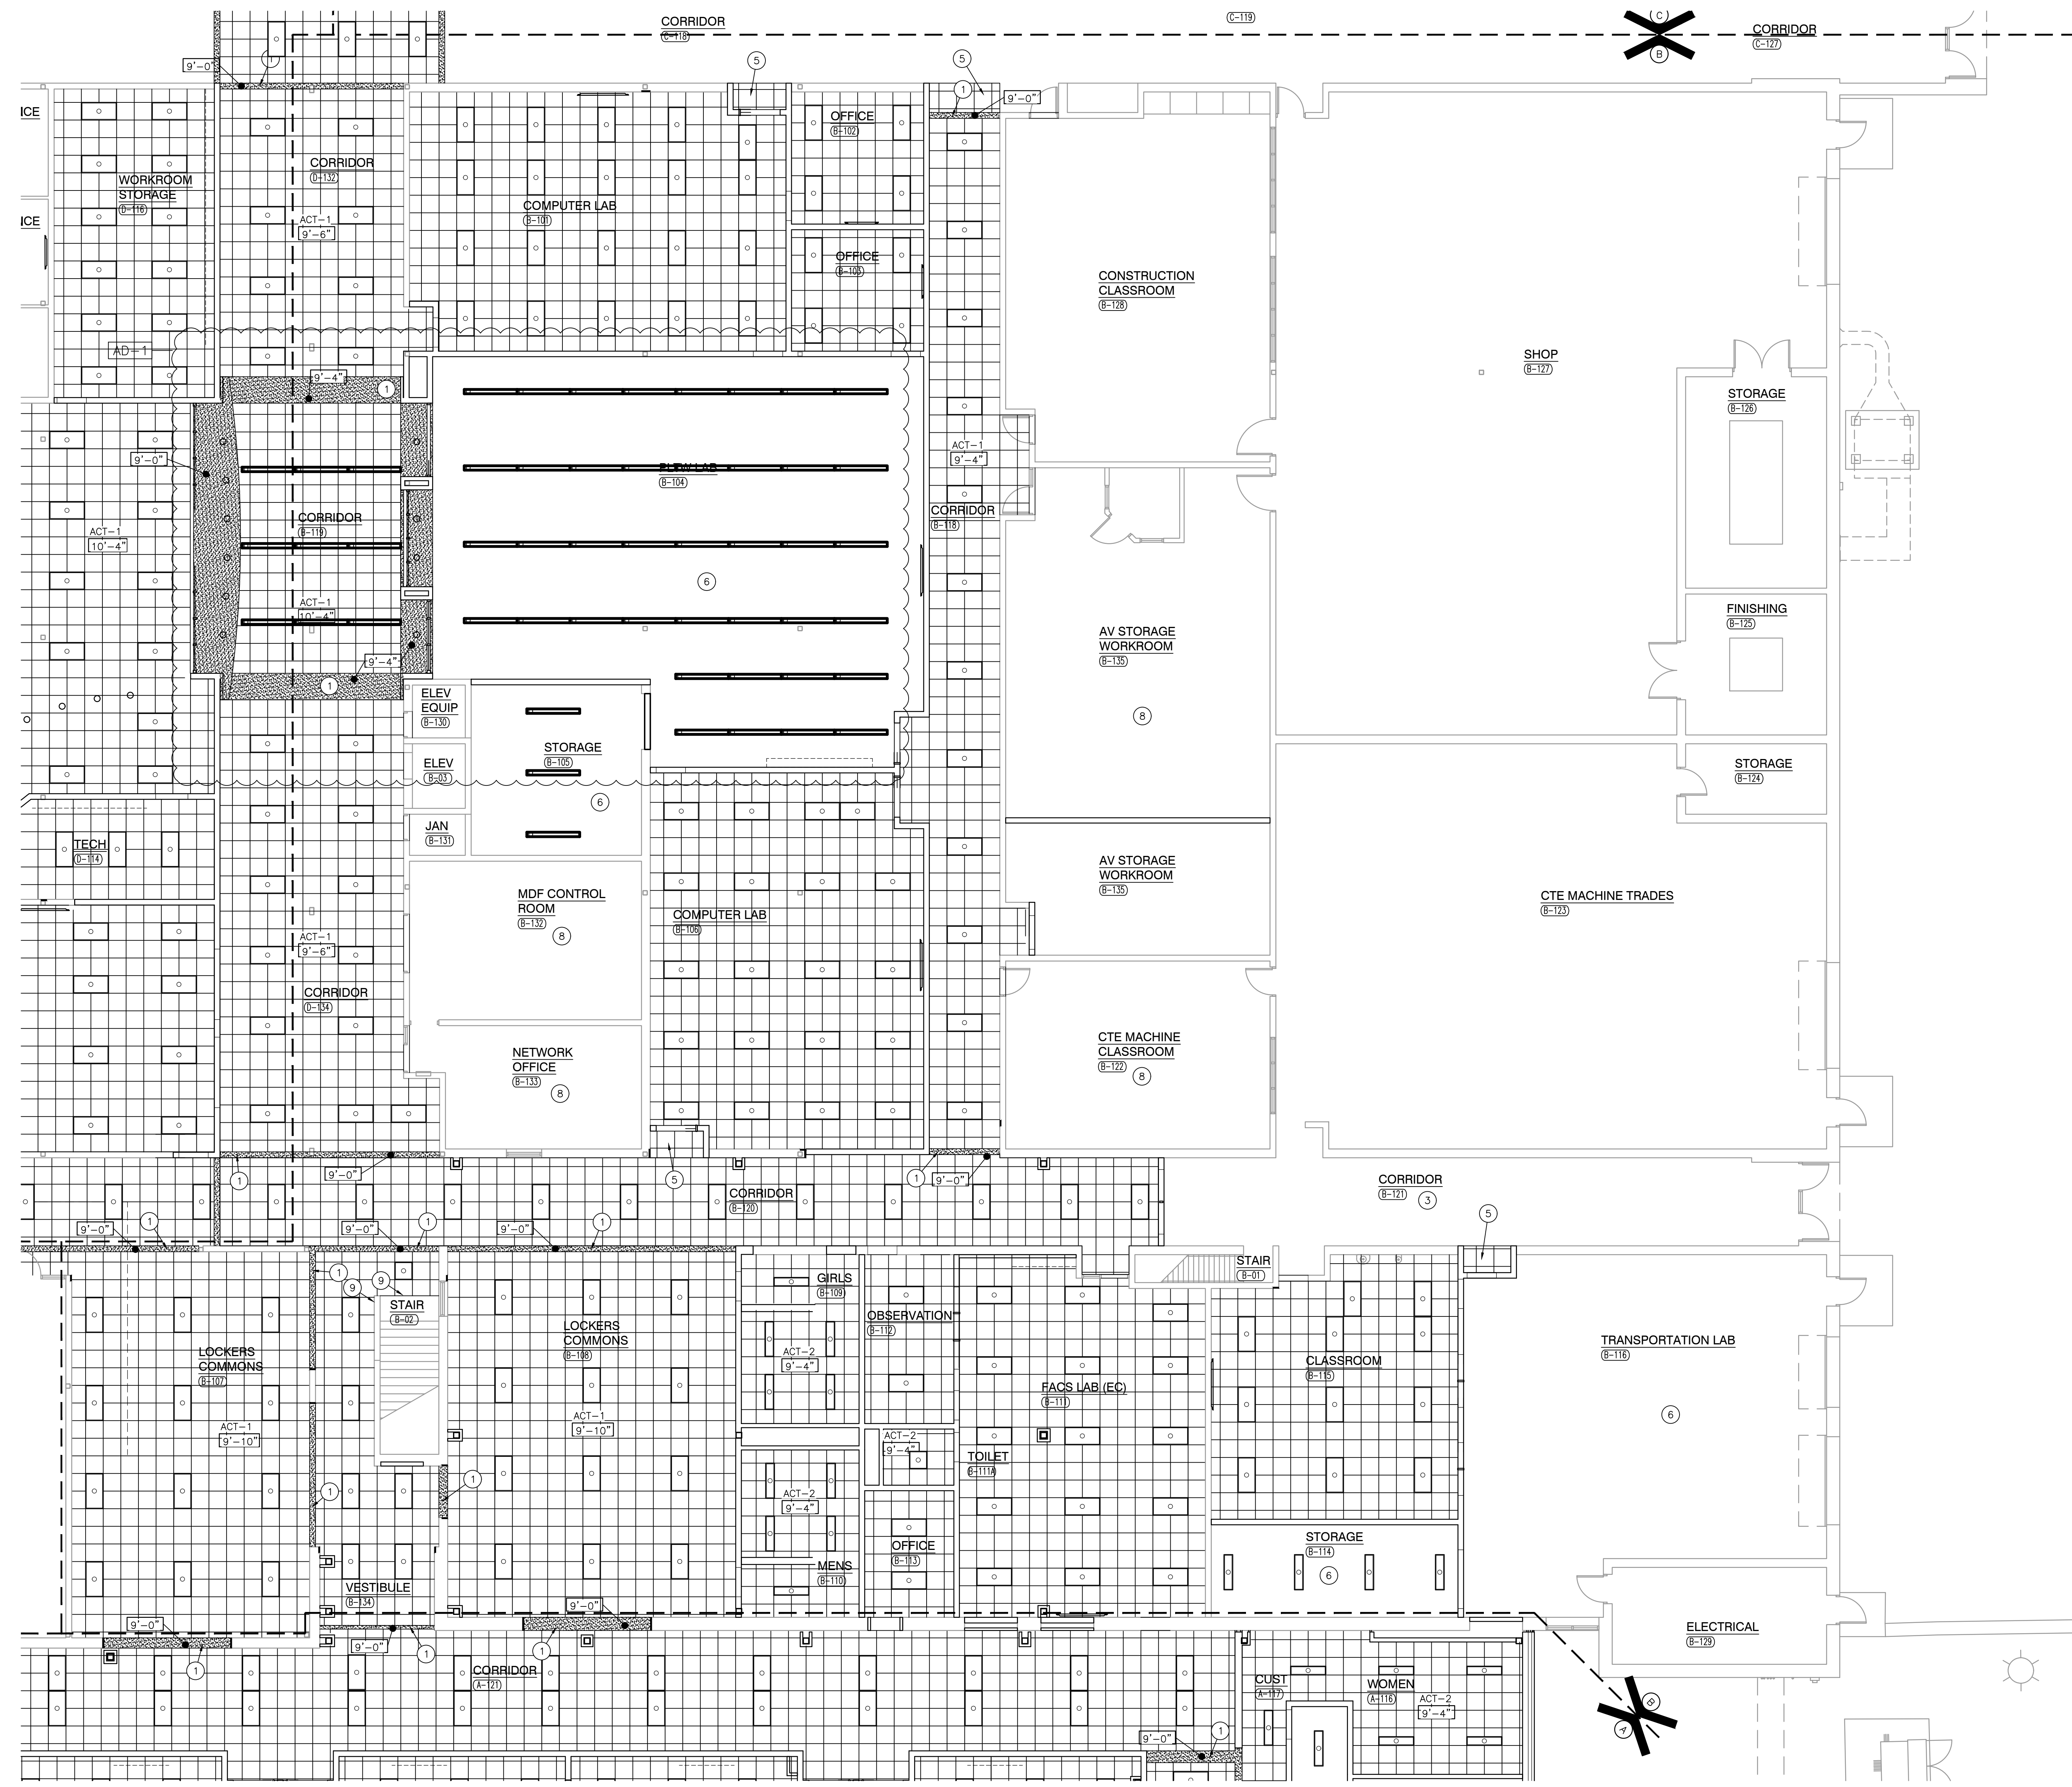 CORRIDOR
C-118
C-119
C
B
CORRIDOR
C-127
9'-0"
1
5
5
1
9'-0"
ICE
WORKROOM
STORAGE
D-116
CORRIDOR
D-132
ACT-1
9'-6"
COMPUTER LAB
B-101
OFFICE
B-102
OFFICE
B-103
ICE
CONSTRUCTION
CLASSROOM
B-128
SHOP
B-127
AD-1
9'-4"
1
STORAGE
B-126
9'-0"
ACT-1
9'-4"
PLTW LAB
B-104
CORRIDOR
B-118
CORRIDOR
B-119
ACT-1
10'-4"
6
ACT-1
10'-4"
FINISHING
B-125
AV STORAGE
WORKROOM
B-135
8
9'-4"
1
ELEV
EQUIP
B-130
STORAGE
B-105
ELEV
B-03
6
STORAGE
B-124
JAN
B-131
TECH
D-114
AV STORAGE
WORKROOM
B-135
MDF CONTROL
ROOM
B-132
8
COMPUTER LAB
B-106
CTE MACHINE TRADES
B-123
ACT-1
9'-6"
CORRIDOR
D-134
CTE MACHINE
CLASSROOM
B-122
8
NETWORK
OFFICE
B-133
8
1
9'-0"
5
1
9'-0"
CORRIDOR
B-120
CORRIDOR
B-121
3
5
9'-0"
1
9'-0"
1
9'-0"
1
1
9
9
STAIR
B-02
GIRLS
B-109
STAIR
B-01
OBSERVATION
B-112
LOCKERS
COMMONS
B-107
LOCKERS
COMMONS
B-108
ACT-2
9'-4"
CLASSROOM
B-115
TRANSPORTATION LAB
B-116
FACS LAB (EC)
B-111
6
ACT-1
9'-10"
ACT-1
9'-10"
ACT-2
9'-4"
TOILET
B-111A
1
1
ACT-2
9'-4"
OFFICE
B-113
STORAGE
B-114
6
MENS
B-110
VESTIBULE
B-134
9'-0"
9'-0"
9'-0"
1
1
1
ELECTRICAL
B-129
CORRIDOR
A-121
CUST
A-117
WOMEN
A-116
ACT-2
9'-4"
9'-0"
1
B
A